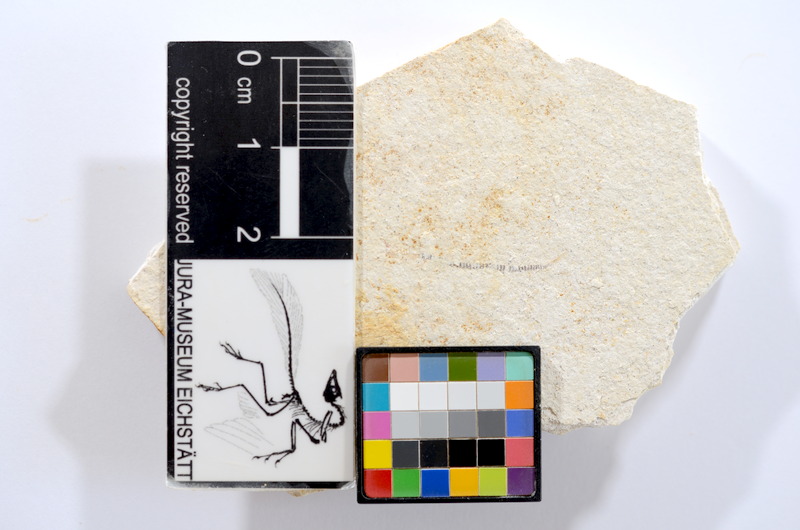 0 cm
1
2
copyright reserved
JURA-MUSEUM EICHSTÄTT